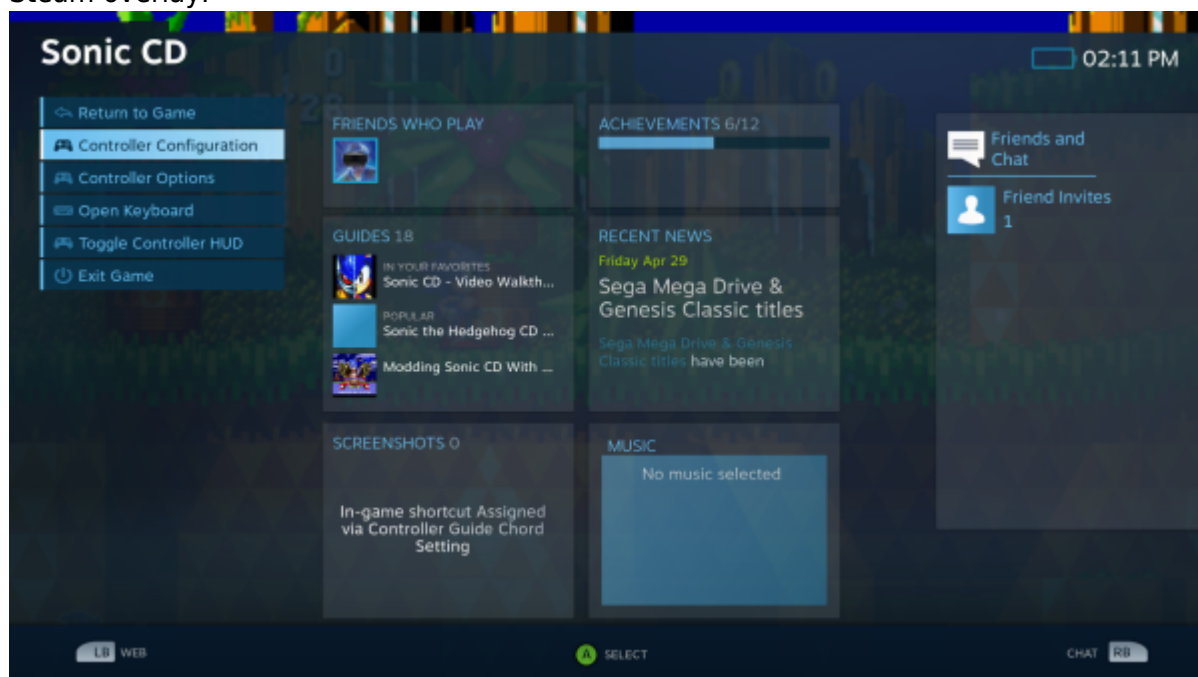 Steam overlay.
Sonic CD
02:11 PM
Return to Game
Controller Configuration
Controller Options
Open Keyboard
Toggle Controller HUD
Exit Game
FRIENDS WHO PLAY
ACHIEVEMENTS 6/12
GUIDES 18
IN YOUR FAVORITES
Sonic CD - Video Walkth...
POPULAR
Sonic the Hedgehog CD ...
Modding Sonic CD With ...
RECENT NEWS
Friday Apr 29
Sega Mega Drive &
Genesis Classic titles
Sega Mega Drive & Genesis
Classic titles have been
SCREENSHOTS 0
In-game shortcut Assigned
via Controller Guide Chord
Setting
MUSIC
No music selected
Friends and
Chat
Friend Invites
1
LB WEB
A SELECT
CHAT RB